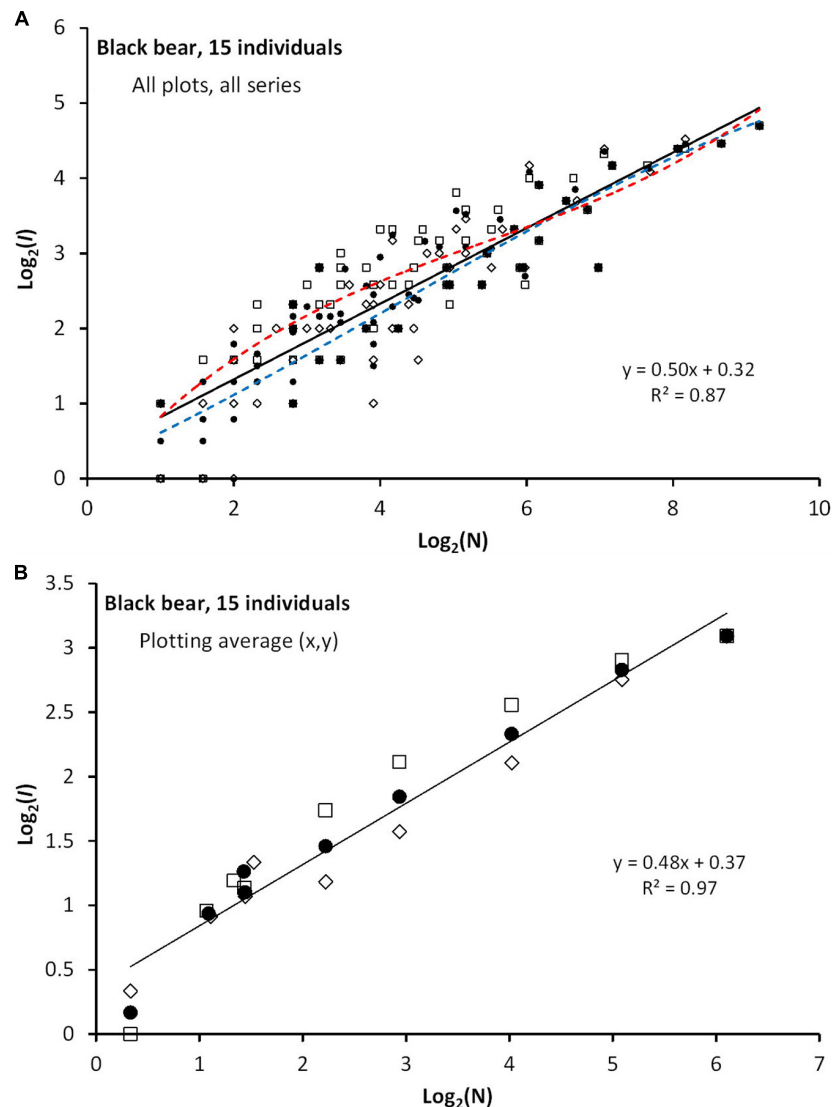 A
Black bear, 15 individuals
All plots, all series
6
5
4
3
2
1
0
Log₂(I)
y = 0.50x + 0.32
R² = 0.87
0 2 4 6 8 10
Log₂(N)
B
Black bear, 15 individuals
Plotting average (x,y)
3.5
3
2.5
2
1.5
1
0.5
0
Log₂(I)
y = 0.48x + 0.37
R² = 0.97
0 1 2 3 4 5 6 7
Log₂(N)